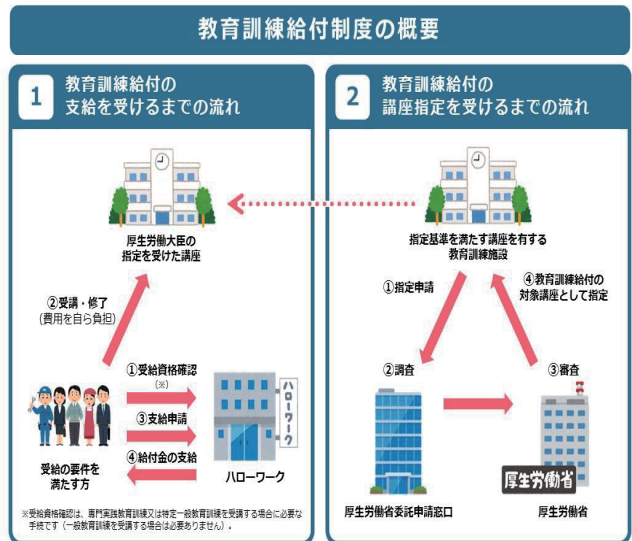 教育訓練給付制度の概要
1
教育訓練給付の
支給を受けるまでの流れ
厚生労働大臣の
指定を受けた講座
②受講・修了
(費用を自ら負担)
①受給資格確認
(※)
③支給申請
④給付金の支給
受給の要件を
満たす方
ハローワーク
ハローワーク
※受給資格確認は、専門実践教育訓練又は特定一般教育訓練を受講する場合に必要な
手続です（一般教育訓練を受講する場合は必要ありません）。
2
教育訓練給付の
講座指定を受けるまでの流れ
指定基準を満たす講座を有する
教育訓練施設
①指定申請
④教育訓練給付の
対象講座として指定
②調査
③審査
厚生労働省
厚生労働省委託申請窓口
厚生労働省